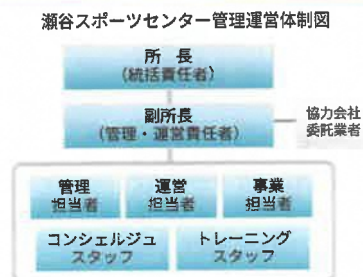 瀬谷スポーツセンター管理運営体制図
所 長
(統括責任者)
副所長
(管理・運営責任者)
協力会社
委託業者
管理 運営 事業
担当者 担当者 担当者
コンシェルジュ トレーニング
スタッフ スタッフ